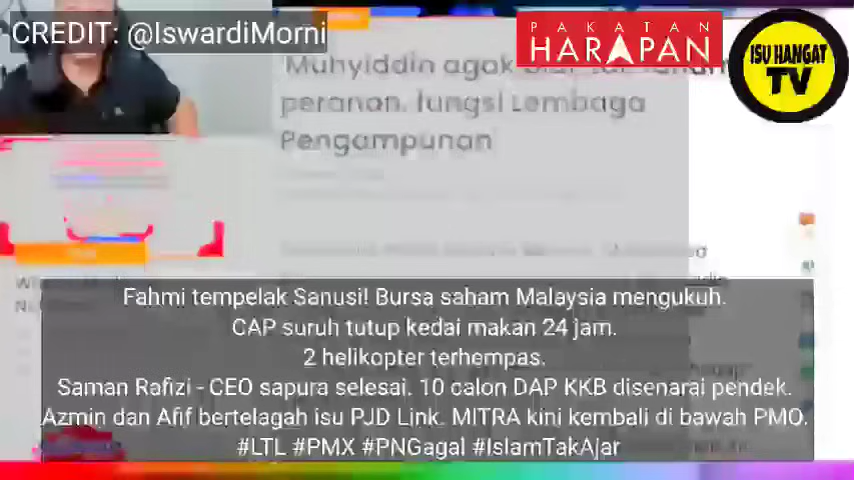 CREDIT: @IswardiMorni
PAKATAN
HARAPAN
ISU HANGAT
TV
'Muhyiddin agak
peranan, fungsi Lembaga
Pengampunan
Fahmi tempelak Sanusi! Bursa saham Malaysia mengukuh.
CAP suruh tutup kedai makan 24 jam.
2 helikopter terhempas.
Saman Rafizi - CEO sapura selesai. 10 calon DAP KKB disenarai pendek.
Azmin dan Afif bertelagah isu PJD Link. MITRA kini kembali di bawah PMO.
#LTL #PMX #PNGagal #IslamTakAjar